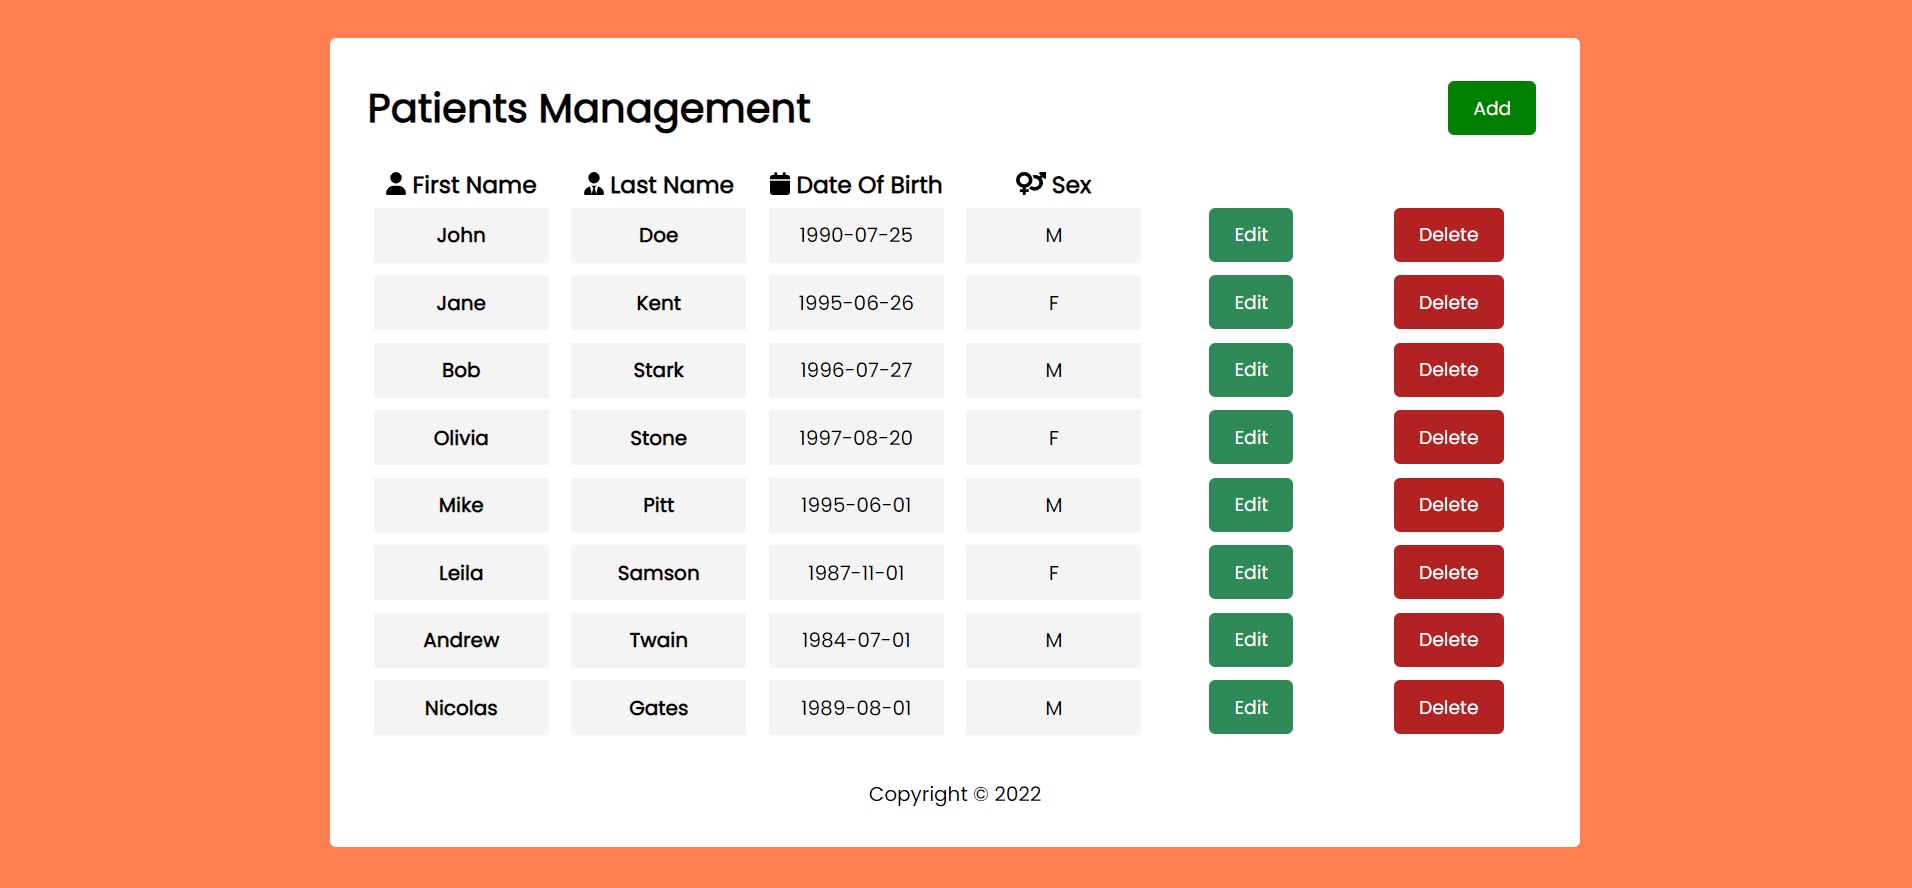 Patients Management Add
First Name Last Name Date Of Birth Sex
John Doe 1990-07-25 M Edit Delete
Jane Kent 1995-06-26 F Edit Delete
Bob Stark 1996-07-27 M Edit Delete
Olivia Stone 1997-08-20 F Edit Delete
Mike Pitt 1995-06-01 M Edit Delete
Leila Samson 1987-11-01 F Edit Delete
Andrew Twain 1984-07-01 M Edit Delete
Nicolas Gates 1989-08-01 M Edit Delete
Copyright © 2022